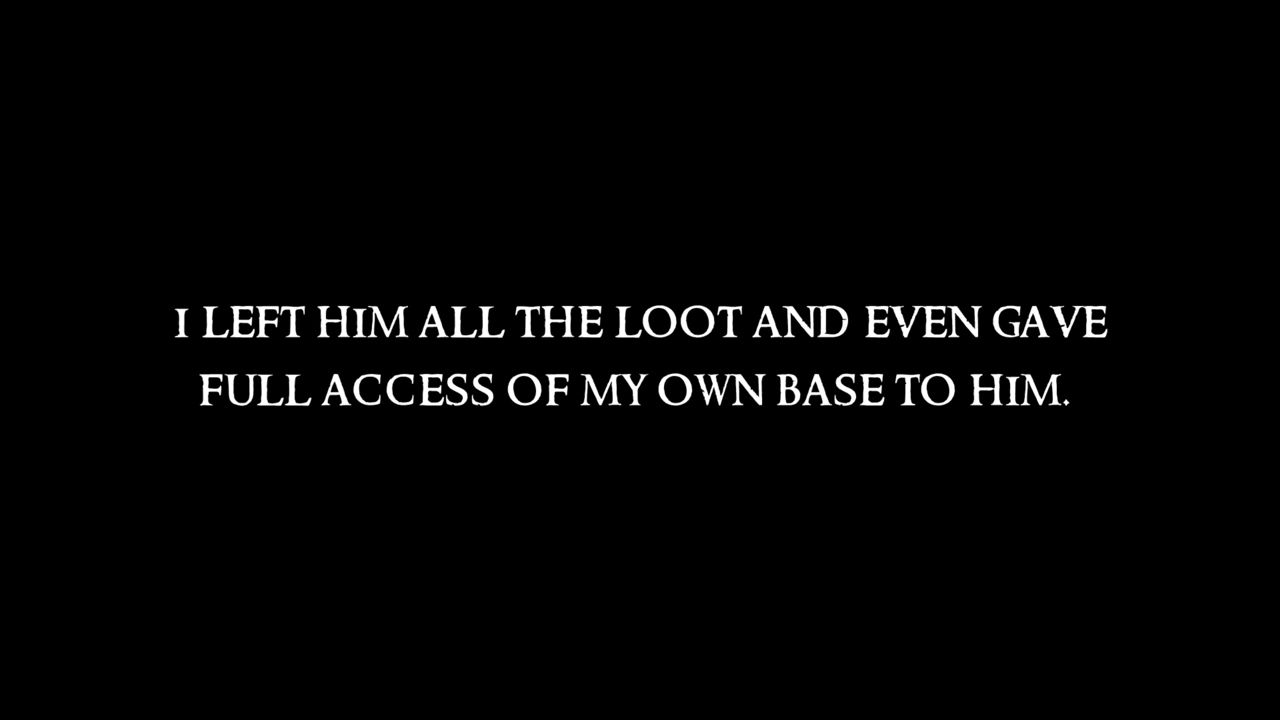 I LEFT HIM ALL THE LOOT AND EVEN GAVE
FULL ACCESS OF MY OWN BASE TO HIM.